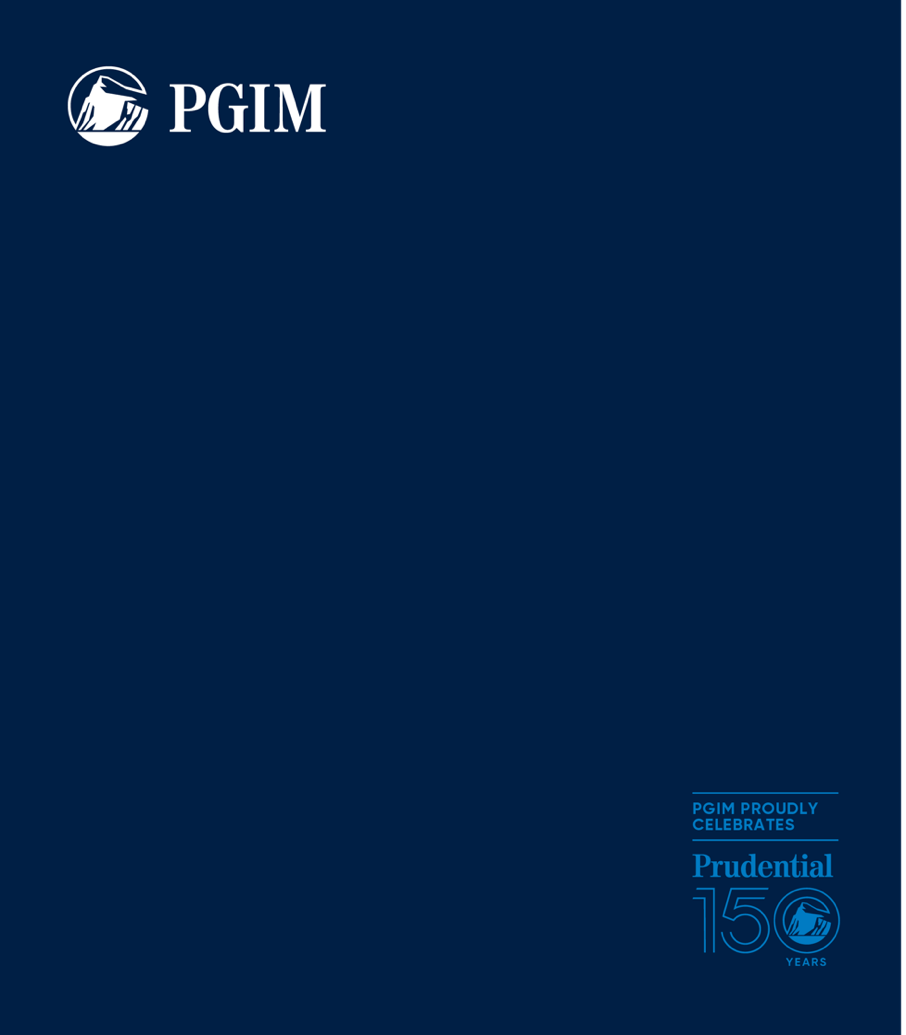 PGIM
PGIM PROUDLY
CELEBRATES
Prudential
150
YEARS